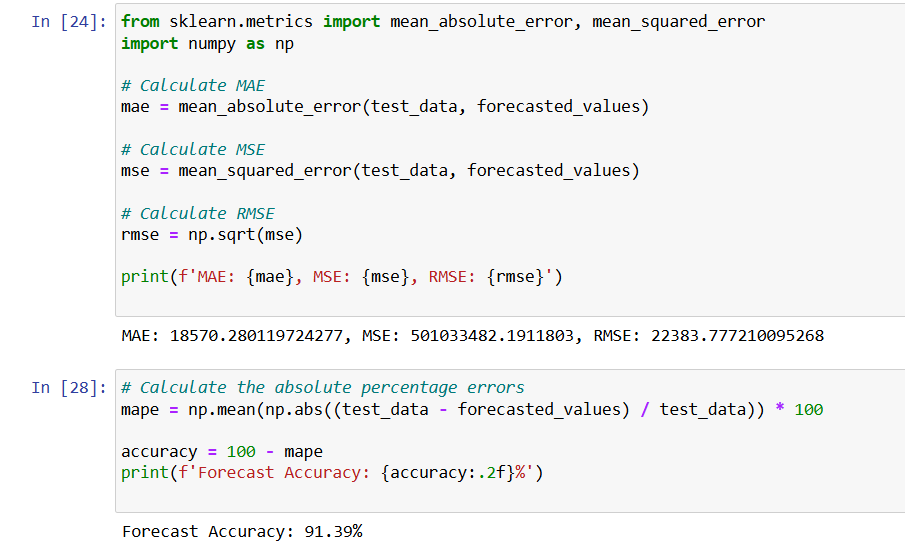 In [24]: from sklearn.metrics import mean_absolute_error, mean_squared_error
import numpy as np
# Calculate MAE
mae = mean_absolute_error(test_data, forecasted_values)
# Calculate MSE
mse = mean_squared_error(test_data, forecasted_values)
# Calculate RMSE
rmse = np.sqrt(mse)
print(f'MAE: {mae}, MSE: {mse}, RMSE: {rmse}')
MAE: 18570.280119724277, MSE: 501033482.1911803, RMSE: 22383.777210095268
In [28]: # Calculate the absolute percentage errors
mape = np.mean(np.abs((test_data - forecasted_values) / test_data)) * 100
accuracy = 100 - mape
print(f'Forecast Accuracy: {accuracy:.2f}%')
Forecast Accuracy: 91.39%